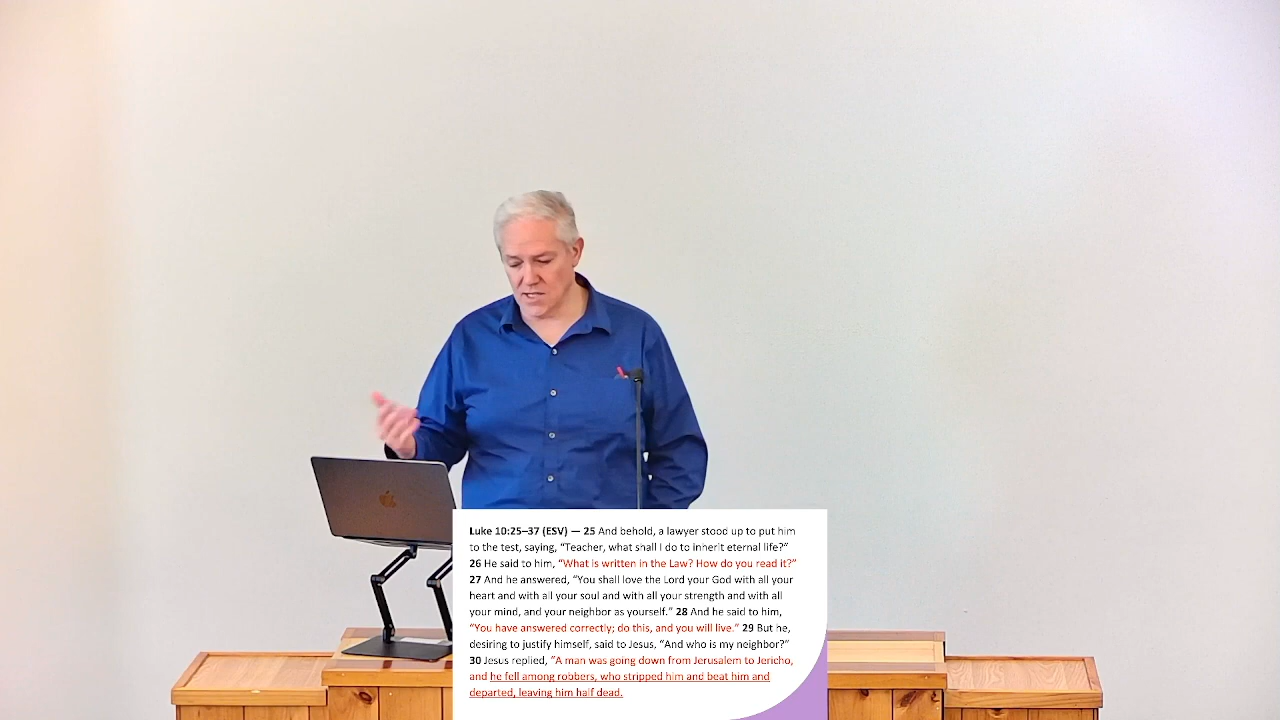 Luke 10:25–37 (ESV) — 25 And behold, a lawyer stood up to put him
to the test, saying, “Teacher, what shall I do to inherit eternal life?”
26 He said to him, “What is written in the Law? How do you read it?”
27 And he answered, “You shall love the Lord your God with all your
heart and with all your soul and with all your strength and with all
your mind, and your neighbor as yourself.” 28 And he said to him,
“You have answered correctly; do this, and you will live.” 29 But he,
desiring to justify himself, said to Jesus, “And who is my neighbor?”
30 Jesus replied, “A man was going down from Jerusalem to Jericho,
and he fell among robbers, who stripped him and beat him and
departed, leaving him half dead.